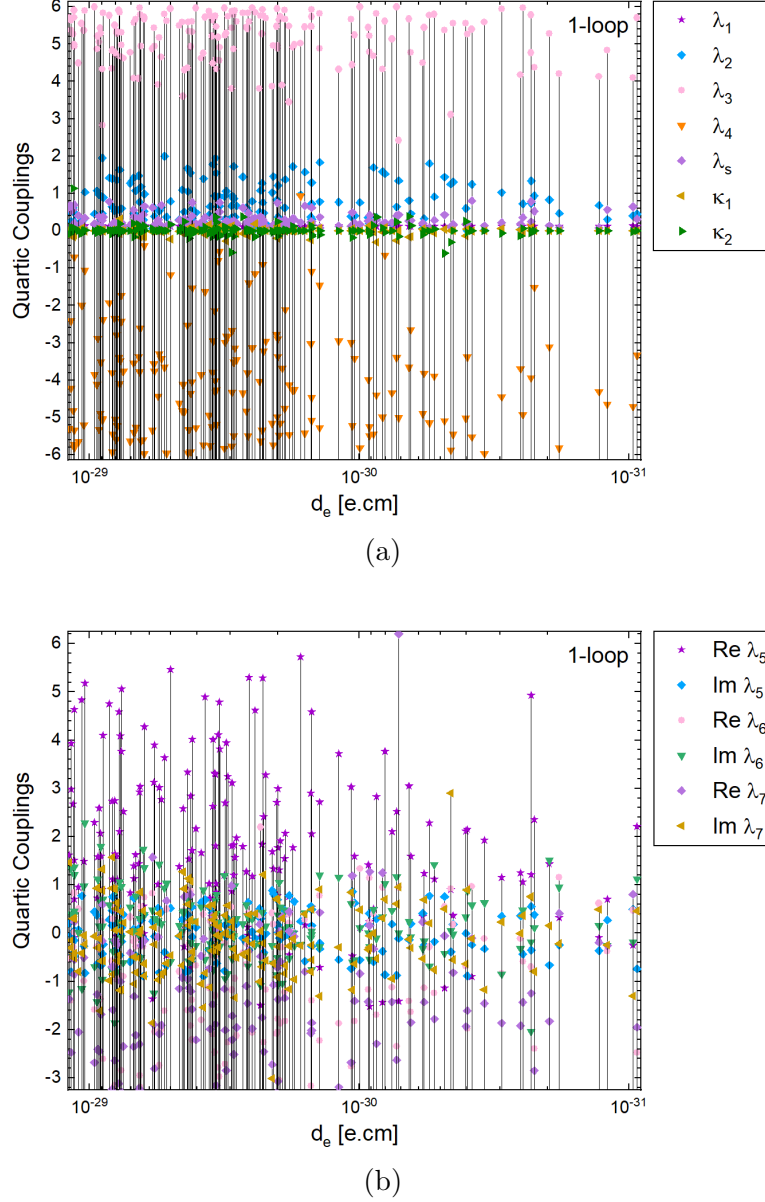 6
5
4
3
2
1
0
-1
-2
-3
-4
-5
-6
Quartic Couplings
1-loop
10⁻²⁹
10⁻³⁰
10⁻³¹
dₑ [e.cm]
λ₁
λ₂
λ₃
λ₄
λₛ
κ₁
κ₂
(a)
6
5
4
3
2
1
0
-1
-2
-3
Quartic Couplings
1-loop
10⁻²⁹
10⁻³⁰
10⁻³¹
dₑ [e.cm]
Re λ₅
Im λ₅
Re λ₆
Im λ₆
Re λ₇
Im λ₇
(b)